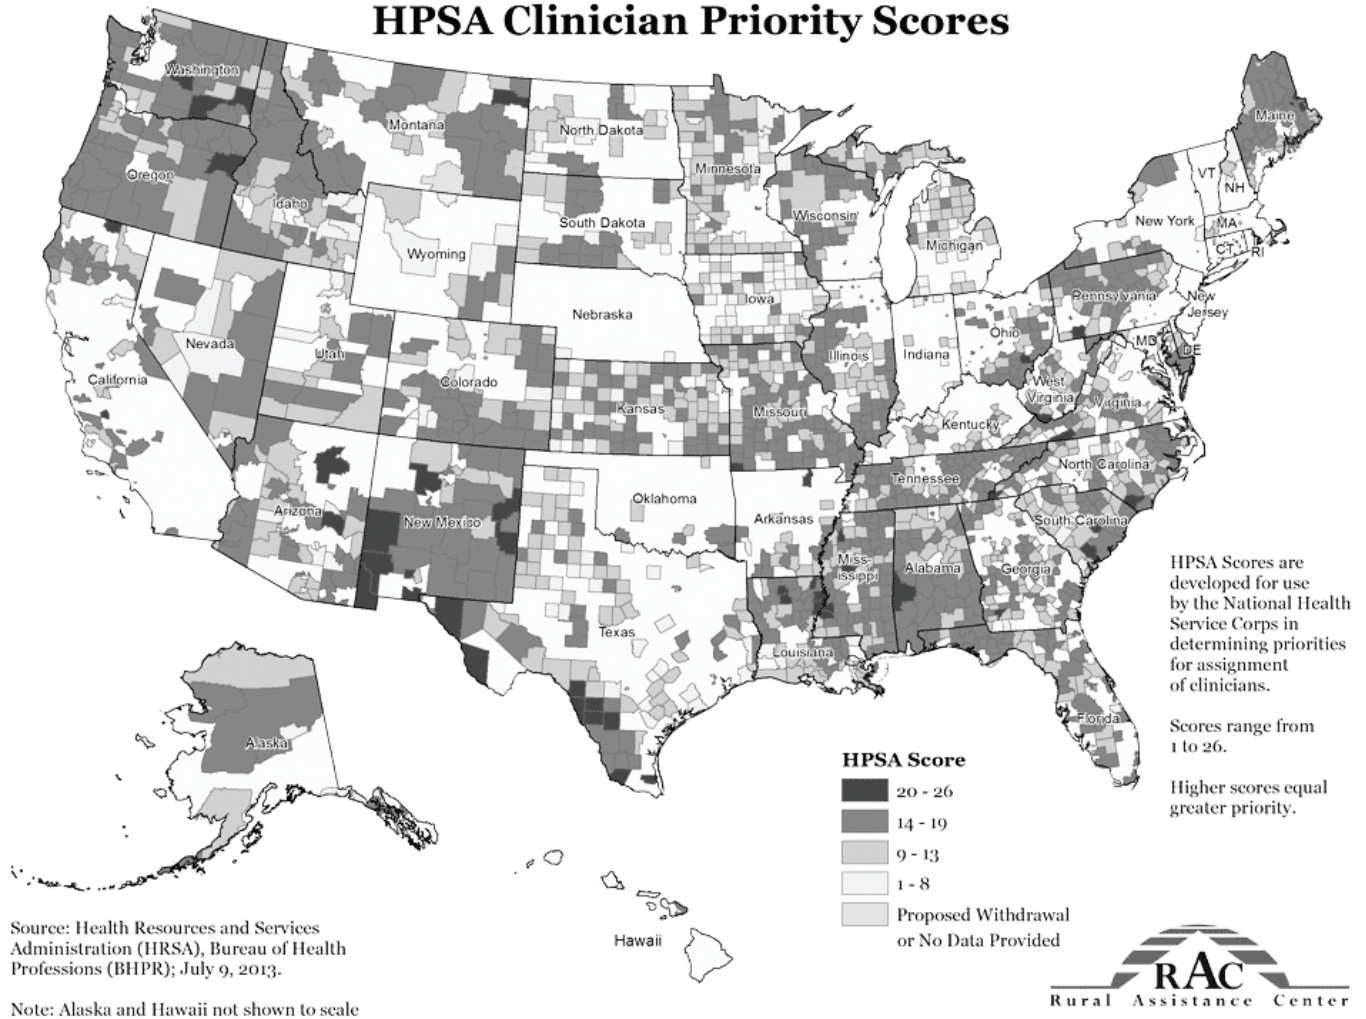 HPSA Clinician Priority Scores
Washington
Oregon
Idaho
Montana
North Dakota
South Dakota
Minnesota
Wisconsin
Michigan
Maine
VT
NH
New York
MA
CT
RI
Wyoming
Nebraska
Iowa
Illinois
Indiana
Ohio
Pennsylvania
New
Jersey
MD
DE
California
Nevada
Utah
Colorado
Kansas
Missouri
Kentucky
West
Virginia
Virginia
Arizona
New Mexico
Oklahoma
Arkansas
Tennessee
North Carolina
South Carolina
Texas
Louisiana
Miss-
issippi
Alabama
Georgia
Florida
Alaska
Hawaii
HPSA Scores are
developed for use
by the National Health
Service Corps in
determining priorities
for assignment
of clinicians.
Scores range from
1 to 26.
Higher scores equal
greater priority.
HPSA Score
20 - 26
14 - 19
9 - 13
1 - 8
Proposed Withdrawal
or No Data Provided
Source: Health Resources and Services
Administration (HRSA), Bureau of Health
Professions (BHPR); July 9, 2013.
Note: Alaska and Hawaii not shown to scale
RAC
Rural Assistance Center